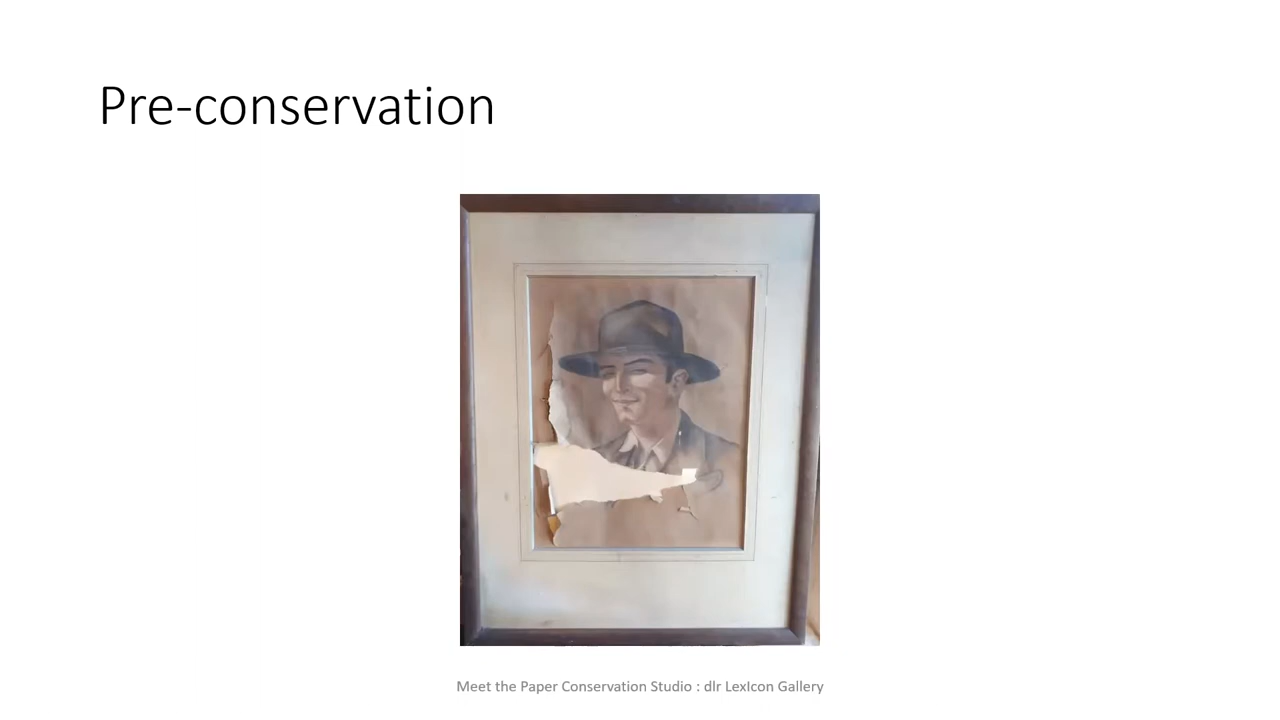 Pre-conservation
Meet the Paper Conservation Studio : dlr LexIcon Gallery